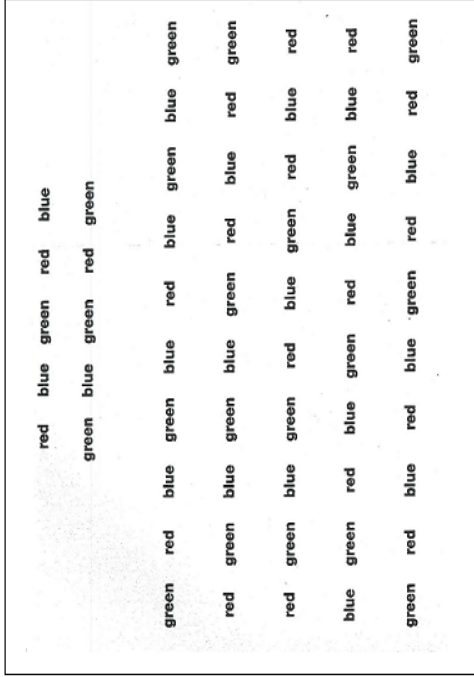 red blue green red blue
green blue green red green
green red blue green blue red blue green blue green
red green blue green blue green red blue red green
red green blue green red blue green red blue red
blue green red blue green red blue green blue red
green red blue red blue green red blue red green